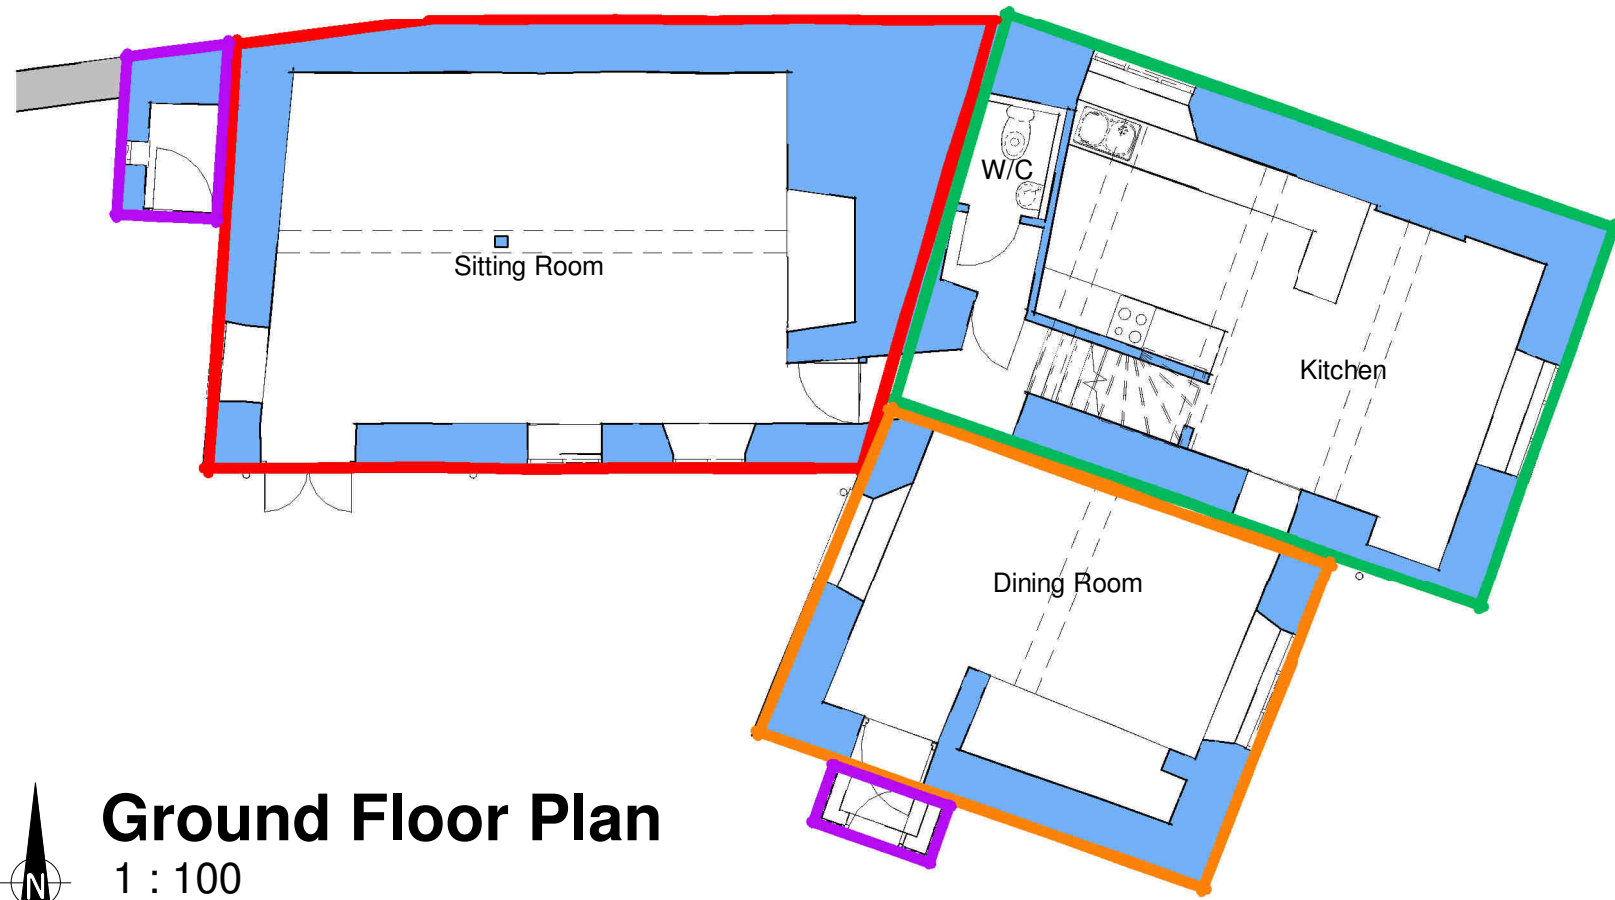 W/C
Sitting Room
Kitchen
Dining Room
Ground Floor Plan
1 : 100
N